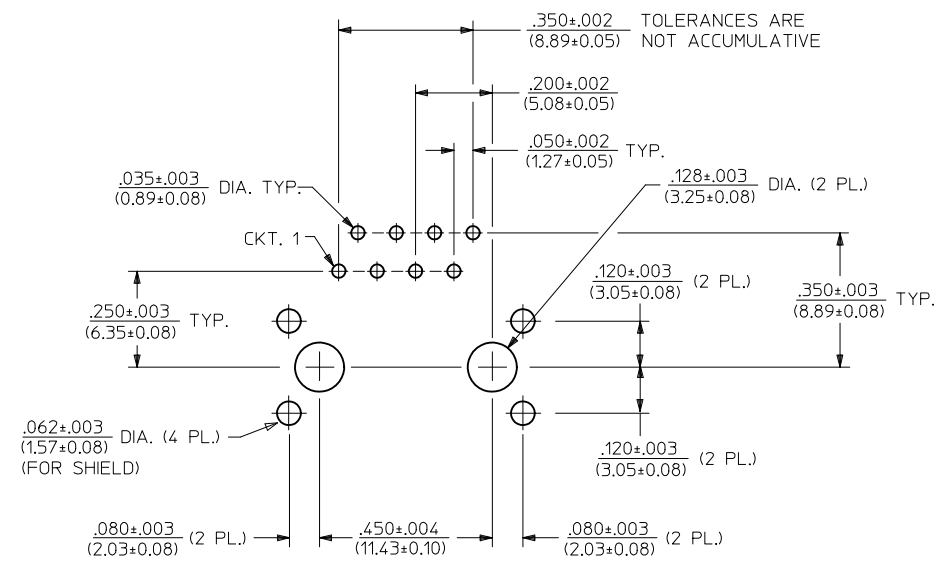 .350±.002
(8.89±0.05)
TOLERANCES ARE
NOT ACCUMULATIVE
.200±.002
(5.08±0.05)
.050±.002
(1.27±0.05)
TYP.
.035±.003
(0.89±0.08)
DIA. TYP.
.128±.003
(3.25±0.08)
DIA. (2 PL.)
CKT. 1
.120±.003
(3.05±0.08)
(2 PL.)
.350±.003
(8.89±0.08)
TYP.
.250±.003
(6.35±0.08)
TYP.
.062±.003
(1.57±0.08)
DIA. (4 PL.)
(FOR SHIELD)
.120±.003
(3.05±0.08)
(2 PL.)
.080±.003
(2.03±0.08)
(2 PL.)
.450±.004
(11.43±0.10)
.080±.003
(2.03±0.08)
(2 PL.)